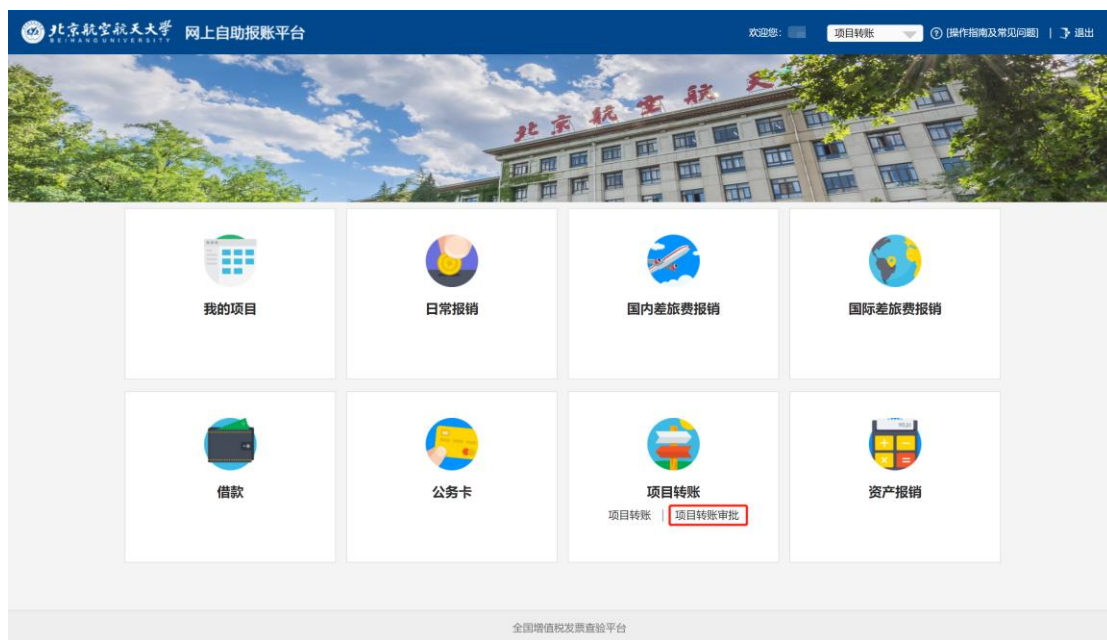 北京航空航天大学 网上自助报账平台
BEIHANG UNIVERSITY
欢迎您: 项目转账 ? [操作指南及常见问题] | 退出
北京航空航天
我的项目
日常报销
国内差旅费报销
国际差旅费报销
借款
公务卡
项目转账
项目转账 | 项目转账审批
资产报销
全国增值税发票查验平台